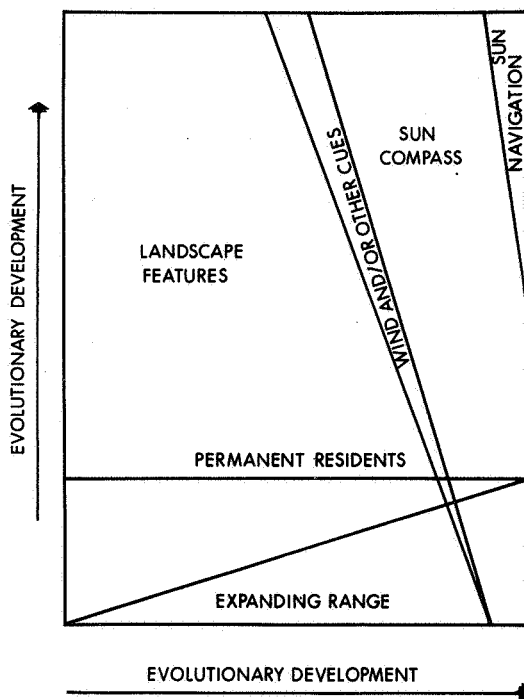 SUN
NAVIGATION
SUN
COMPASS
WIND AND/OR OTHER CUES
LANDSCAPE
FEATURES
EVOLUTIONARY DEVELOPMENT
PERMANENT RESIDENTS
EXPANDING RANGE
EVOLUTIONARY DEVELOPMENT